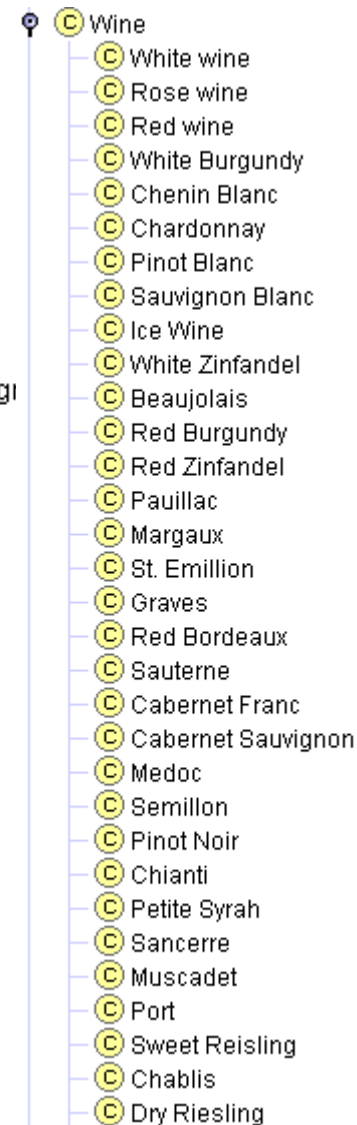 Wine
White wine
Rose wine
Red wine
White Burgundy
Chenin Blanc
Chardonnay
Pinot Blanc
Sauvignon Blanc
Ice Wine
White Zinfandel
Beaujolais
Red Burgundy
Red Zinfandel
Pauillac
Margaux
St. Emillion
Graves
Red Bordeaux
Sauterne
Cabernet Franc
Cabernet Sauvignon
Medoc
Semillon
Pinot Noir
Chianti
Petite Syrah
Sancerre
Muscadet
Port
Sweet Reisling
Chablis
Dry Riesling